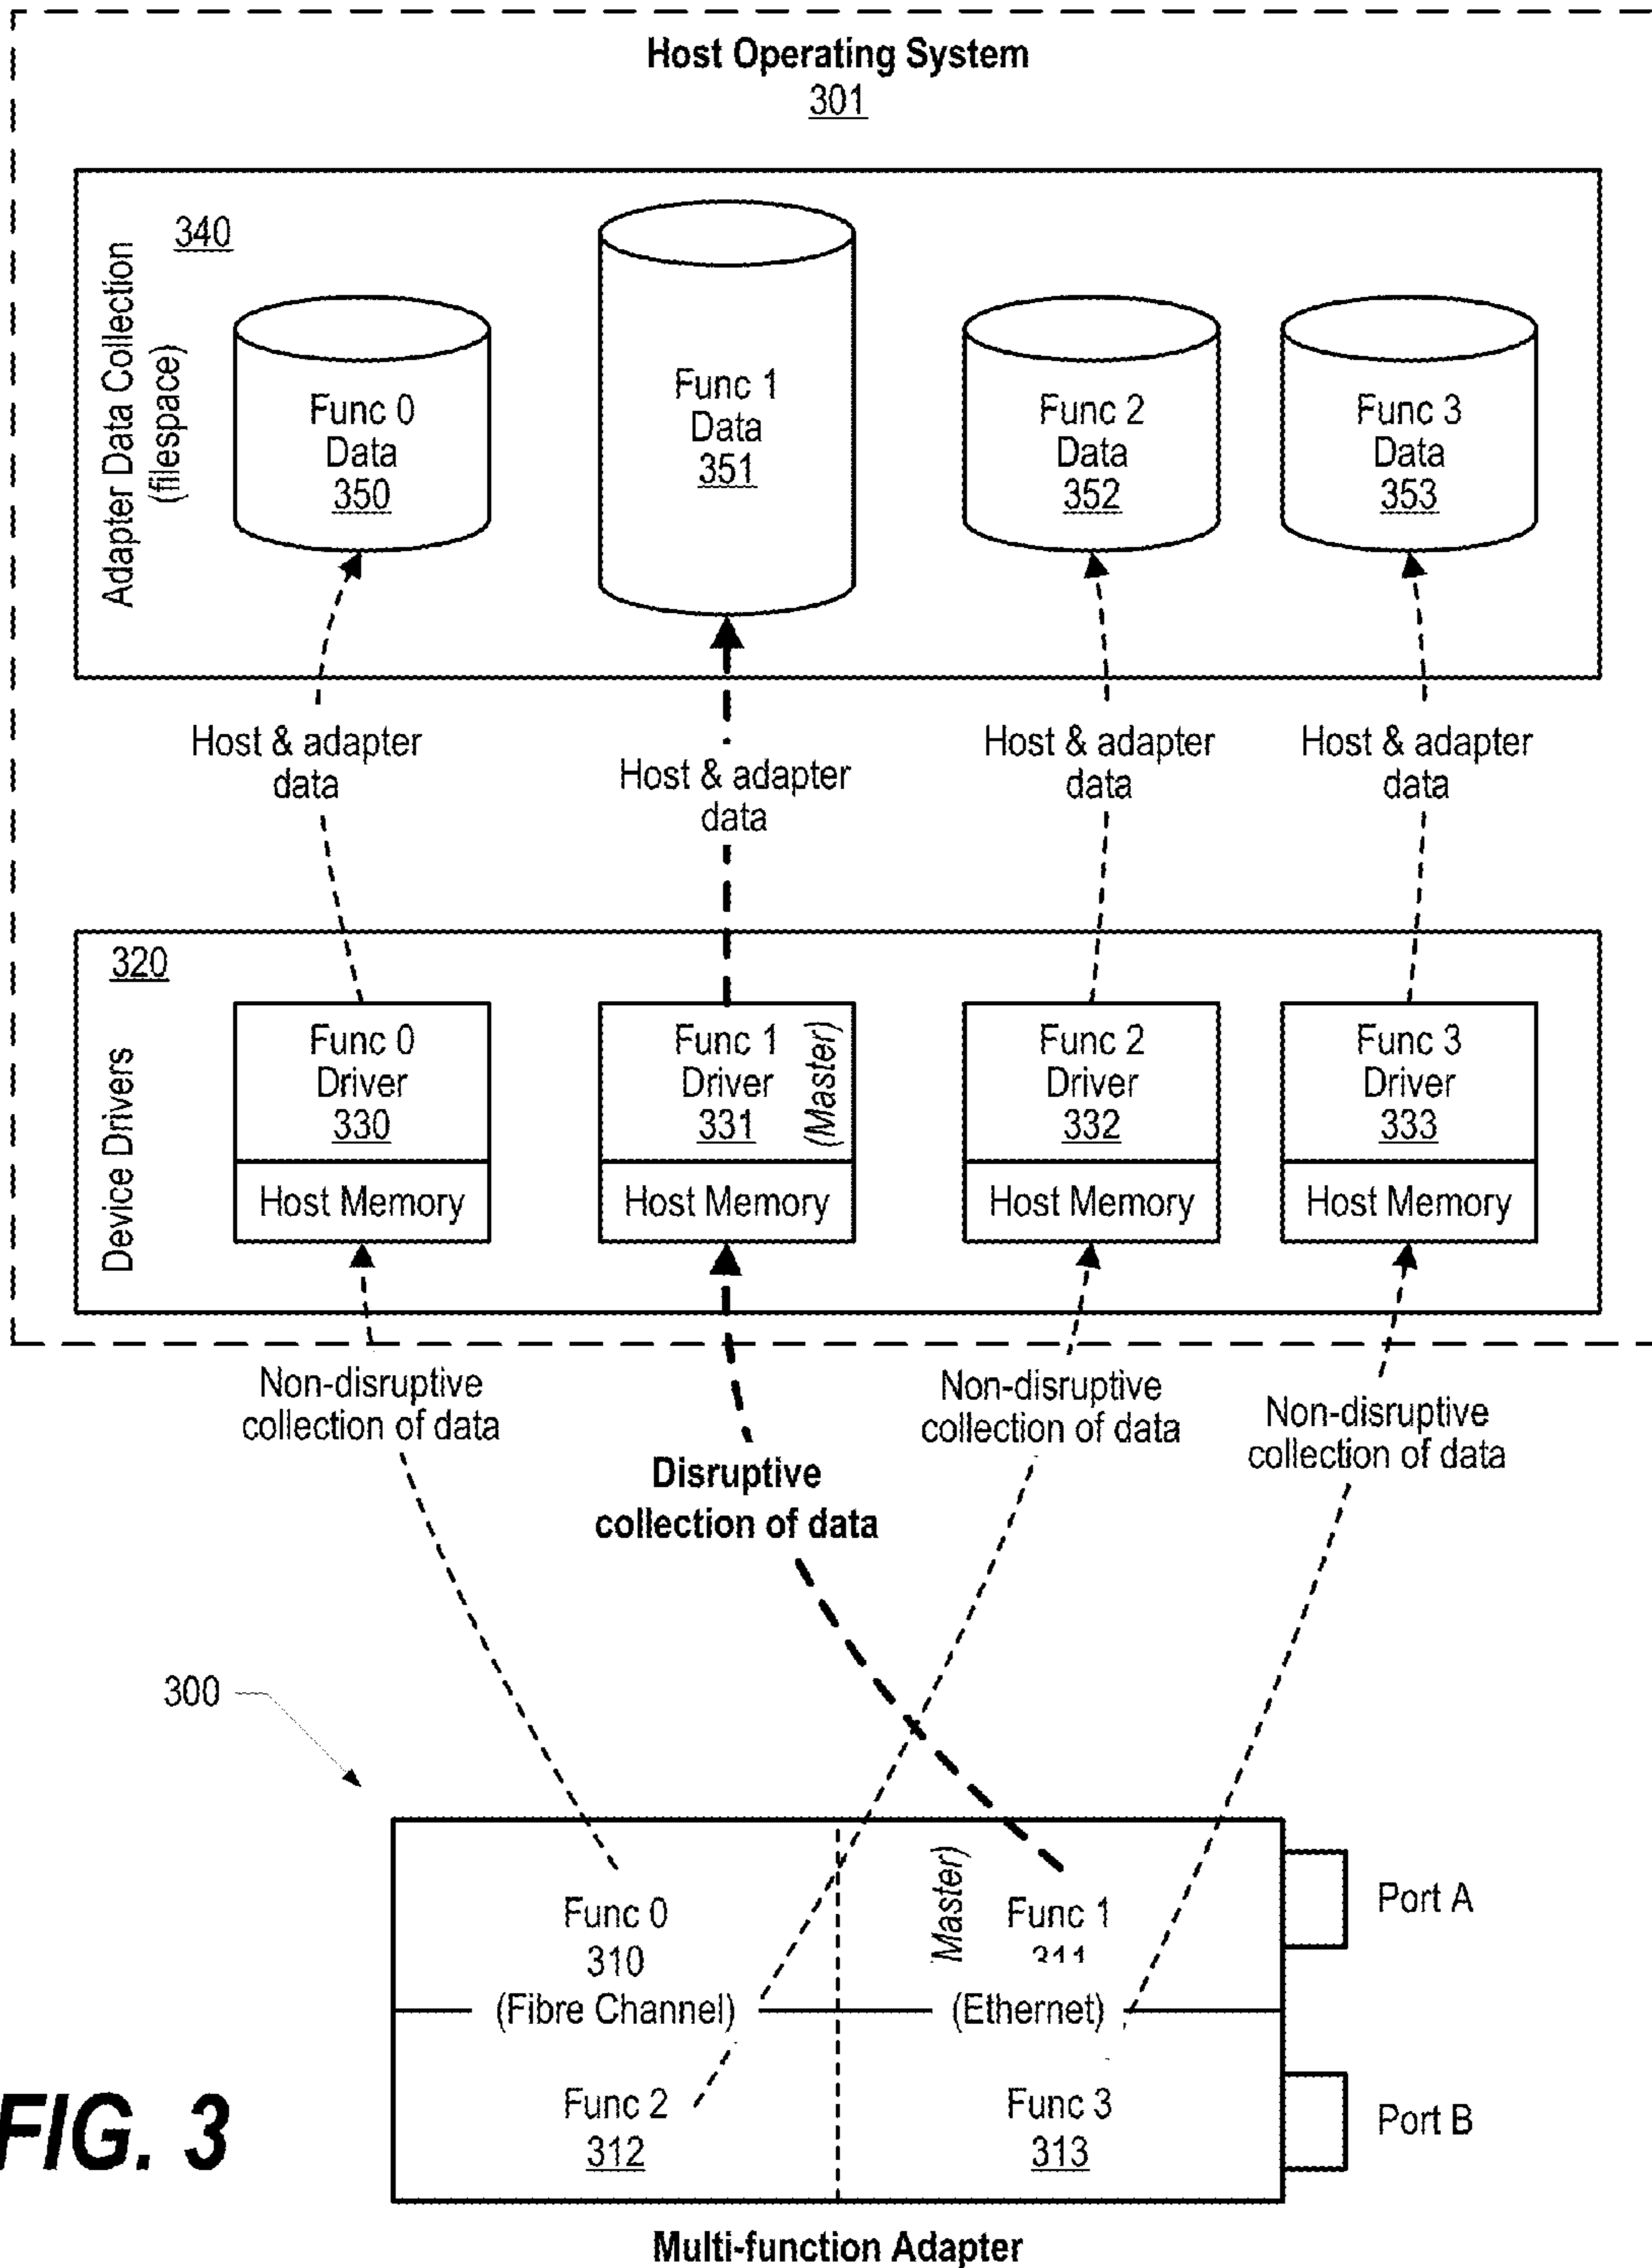 Host Operating System
301
Adapter Data Collection
(filespace)
340
Func 0
Data
350
Func 1
Data
351
Func 2
Data
352
Func 3
Data
353
Host & adapter
data
Host & adapter
data
Host & adapter
data
Host & adapter
data
320
Device Drivers
Func 0
Driver
330
Host Memory
Func 1
Driver
331
(Master)
Host Memory
Func 2
Driver
332
Host Memory
Func 3
Driver
333
Host Memory
Non-disruptive
collection of data
Disruptive
collection of data
Non-disruptive
collection of data
Non-disruptive
collection of data
300
Func 0
310
(Fibre Channel)
Master)
Func 1
311
(Ethernet)
Func 2
312
Func 3
313
Port A
Port B
FIG. 3
Multi-function Adapter